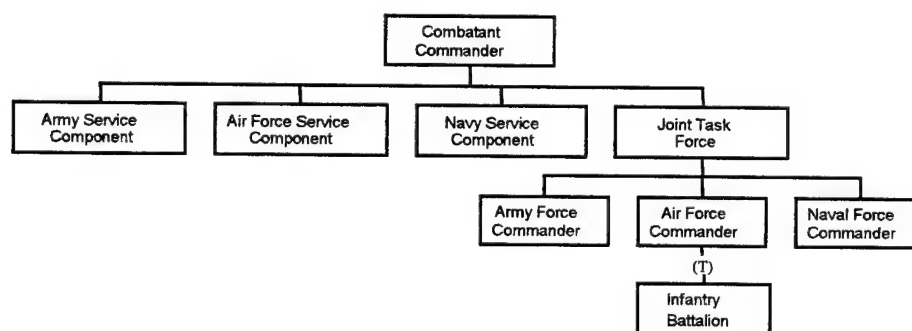 Combatant
Commander
Army Service
Component
Air Force Service
Component
Navy Service
Component
Joint Task
Force
Army Force
Commander
Air Force
Commander
Naval Force
Commander
(T)
Infantry
Battalion